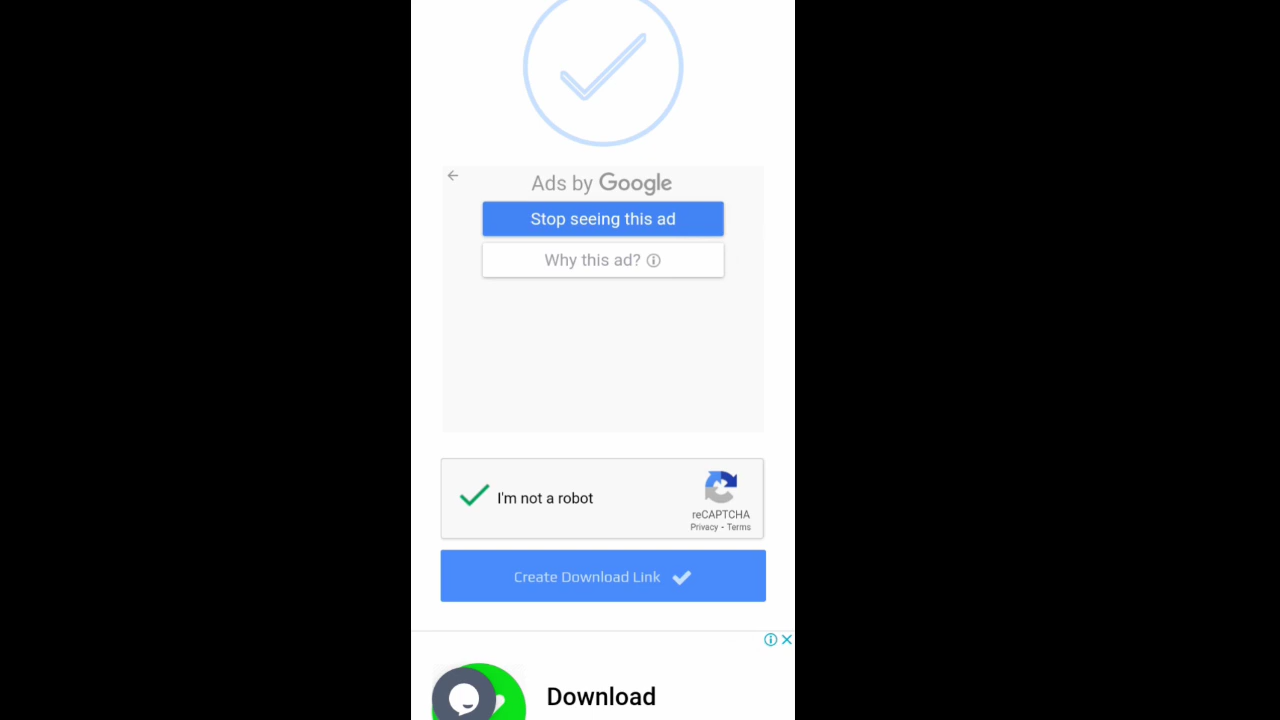 Ads by Google
Stop seeing this ad
Why this ad?
I'm not a robot
reCAPTCHA
Privacy - Terms
Create Download Link
Download